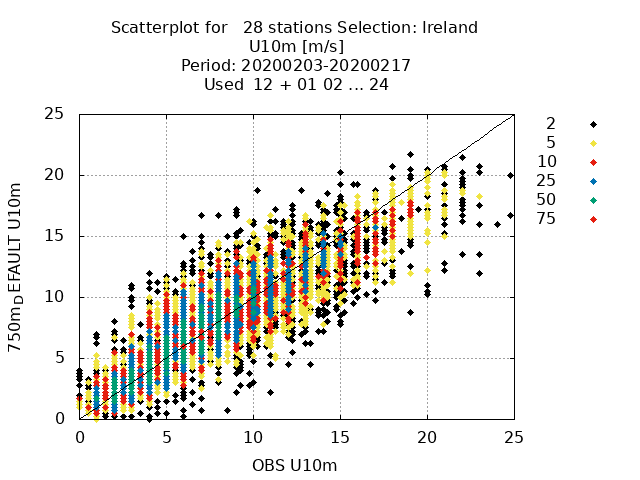 Scatterplot for   28 stations Selection: Ireland
U10m [m/s]
Period: 20200203-20200217
Used  12 + 01 02 ... 24
25
20
15
10
5
0
750m_DEFAULT U10m
0 5 10 15 20 25
OBS U10m
2
5
10
25
50
75